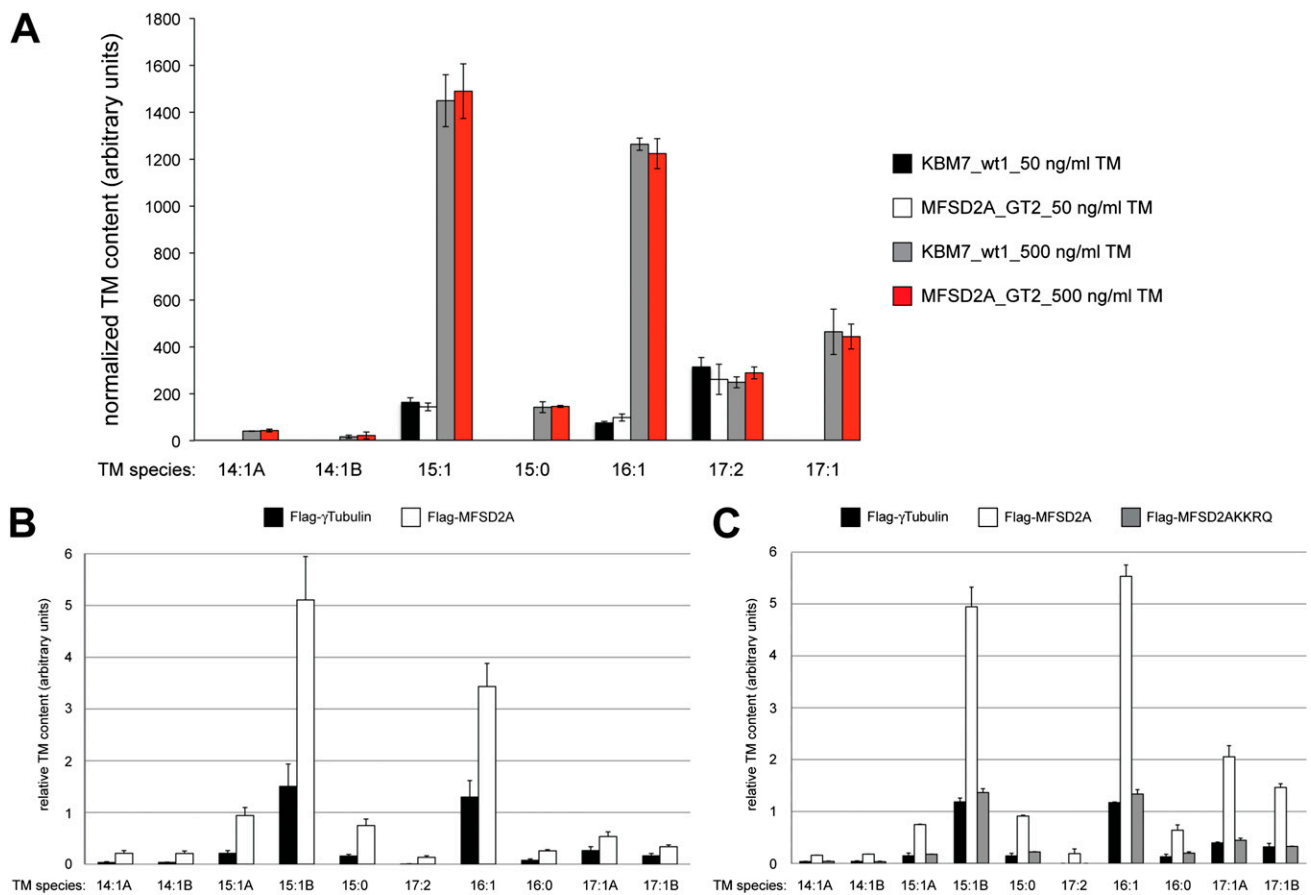 A
normalized TM content (arbitrary units)
1800
1600
1400
1200
1000
800
600
400
200
0
TM species: 14:1A 14:1B 15:1 15:0 16:1 17:2 17:1
KBM7_wt1_50 ng/ml TM
MFSD2A_GT2_50 ng/ml TM
KBM7_wt1_500 ng/ml TM
MFSD2A_GT2_500 ng/ml TM
B
Flag-γTubulin Flag-MFSD2A
relative TM content (arbitrary units)
6
5
4
3
2
1
0
TM species: 14:1A 14:1B 15:1A 15:1B 15:0 17:2 16:1 16:0 17:1A 17:1B
C
Flag-γTubulin Flag-MFSD2A Flag-MFSD2AKKRQ
relative TM content (arbitrary units)
6
5
4
3
2
1
0
TM species: 14:1A 14:1B 15:1A 15:1B 15:0 17:2 16:1 16:0 17:1A 17:1B